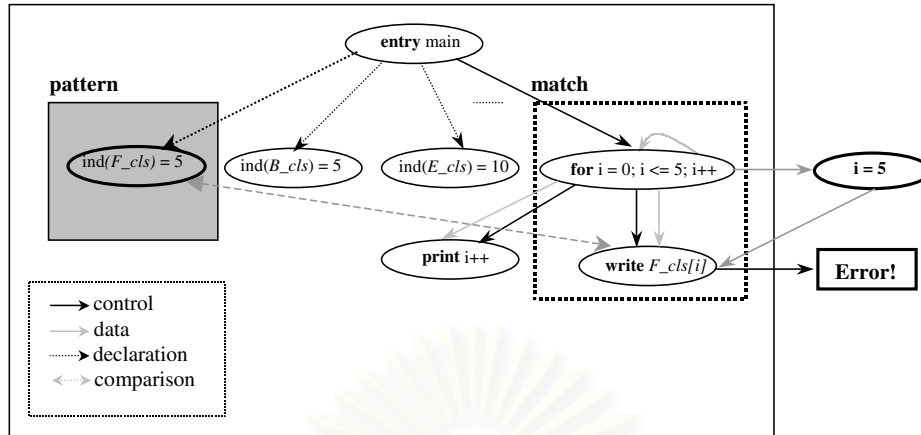 entry main
pattern
match
ind(F_cls) = 5
ind(B_cls) = 5
ind(E_cls) = 10
for i = 0; i <= 5; i++
i = 5
print i++
write F_cls[i]
Error!
control
data
declaration
comparison